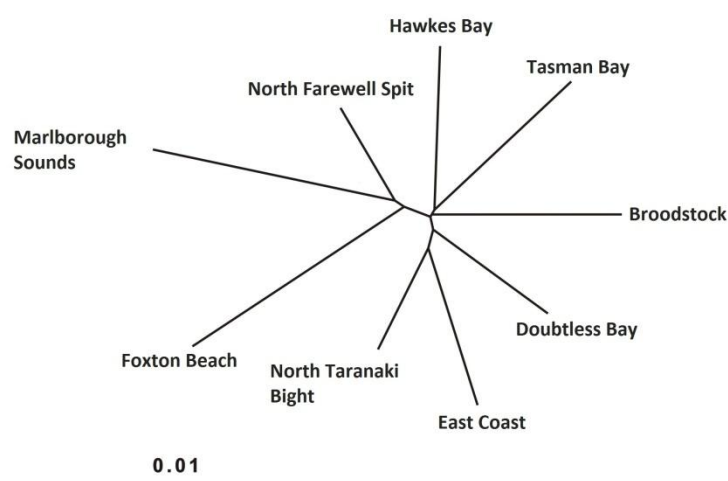 Hawkes Bay
Tasman Bay
North Farewell Spit
Marlborough
Sounds
Broodstock
Doubtless Bay
Foxton Beach
North Taranaki
Bight
East Coast
0.01